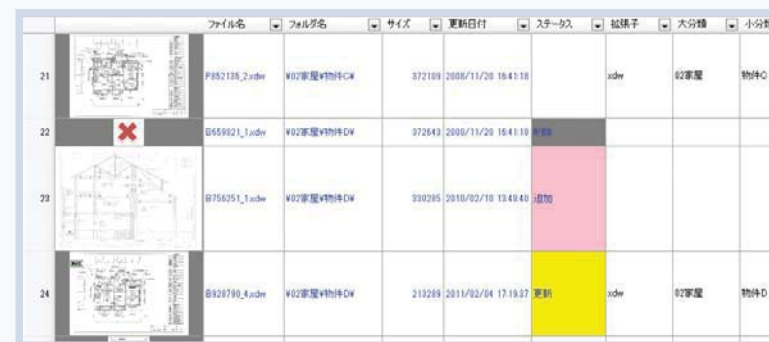 ファイル名 フォルダ名 サイズ 更新日付 ステータス 拡張子 大分類 小分類
21 P852135_2.xdw ¥02家屋¥物件C¥ 372109 2008/11/20 16:41:18 xdw 02家屋 物件C
22 B659821_1.xdw ¥02家屋¥物件D¥ 372643 2008/11/20 16:41:18 削除
23 B756251_1.xdw ¥02家屋¥物件D¥ 330285 2010/02/10 13:48:40 追加
24 B928790_4.xdw ¥02家屋¥物件D¥ 213289 2011/02/04 17:19:37 更新 xdw 02家屋 物件D